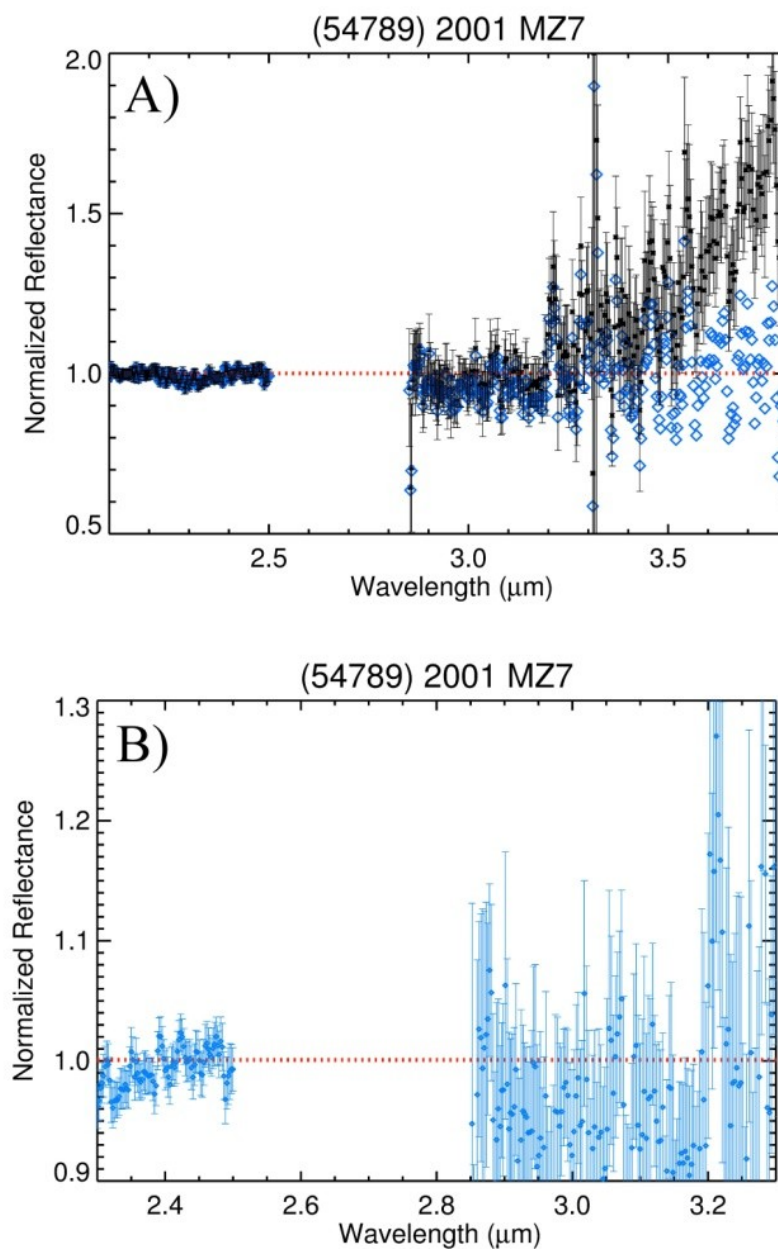 (54789) 2001 MZ7
A)
2.0
1.5
1.0
0.5
Normalized Reflectance
2.5 3.0 3.5
Wavelength (μm)
(54789) 2001 MZ7
B)
1.3
1.2
1.1
1.0
0.9
Normalized Reflectance
2.4 2.6 2.8 3.0 3.2
Wavelength (μm)